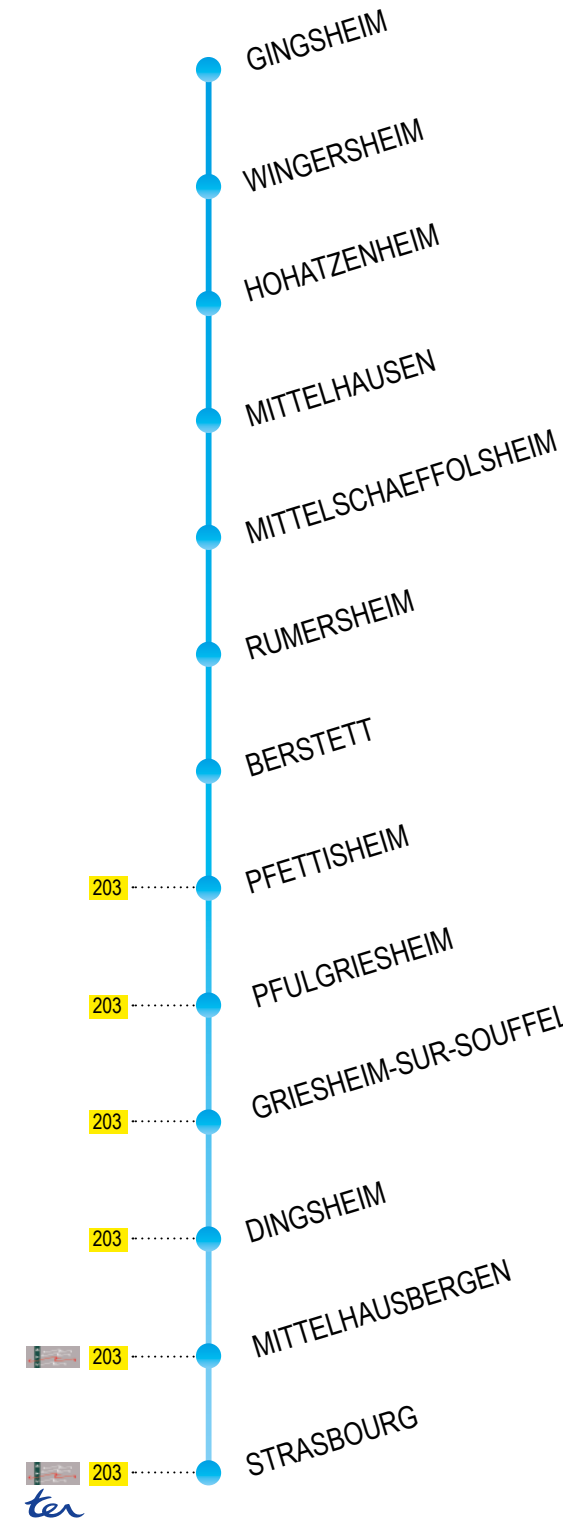 GINGSHEIM
WINGERSHEIM
HOHATZENHEIM
MITTELHAUSEN
MITTELSCHAEFFOLSHEIM
RUMERSHEIM
BERSTETT
203 PFETTISHEIM
203 PFULGRIESHEIM
203 GRIESHEIM-SUR-SOUFFEL
203 DINGSHEIM
203 MITTELHAUSBERGEN
203 STRASBOURG
ter